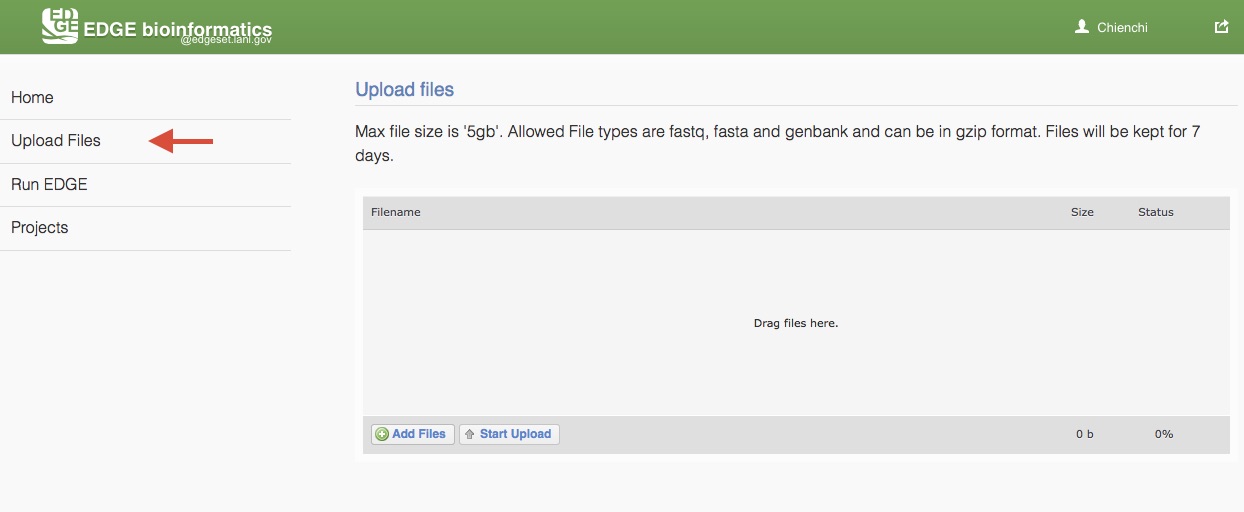 ED
GE
EDGE bioinformatics
@edgeset.lanl.gov
Chienchi
Home
Upload Files
Run EDGE
Projects
Upload files
Max file size is '5gb'. Allowed File types are fastq, fasta and genbank and can be in gzip format. Files will be kept for 7
days.
Filename Size Status
Drag files here.
Add Files Start Upload 0 b 0%